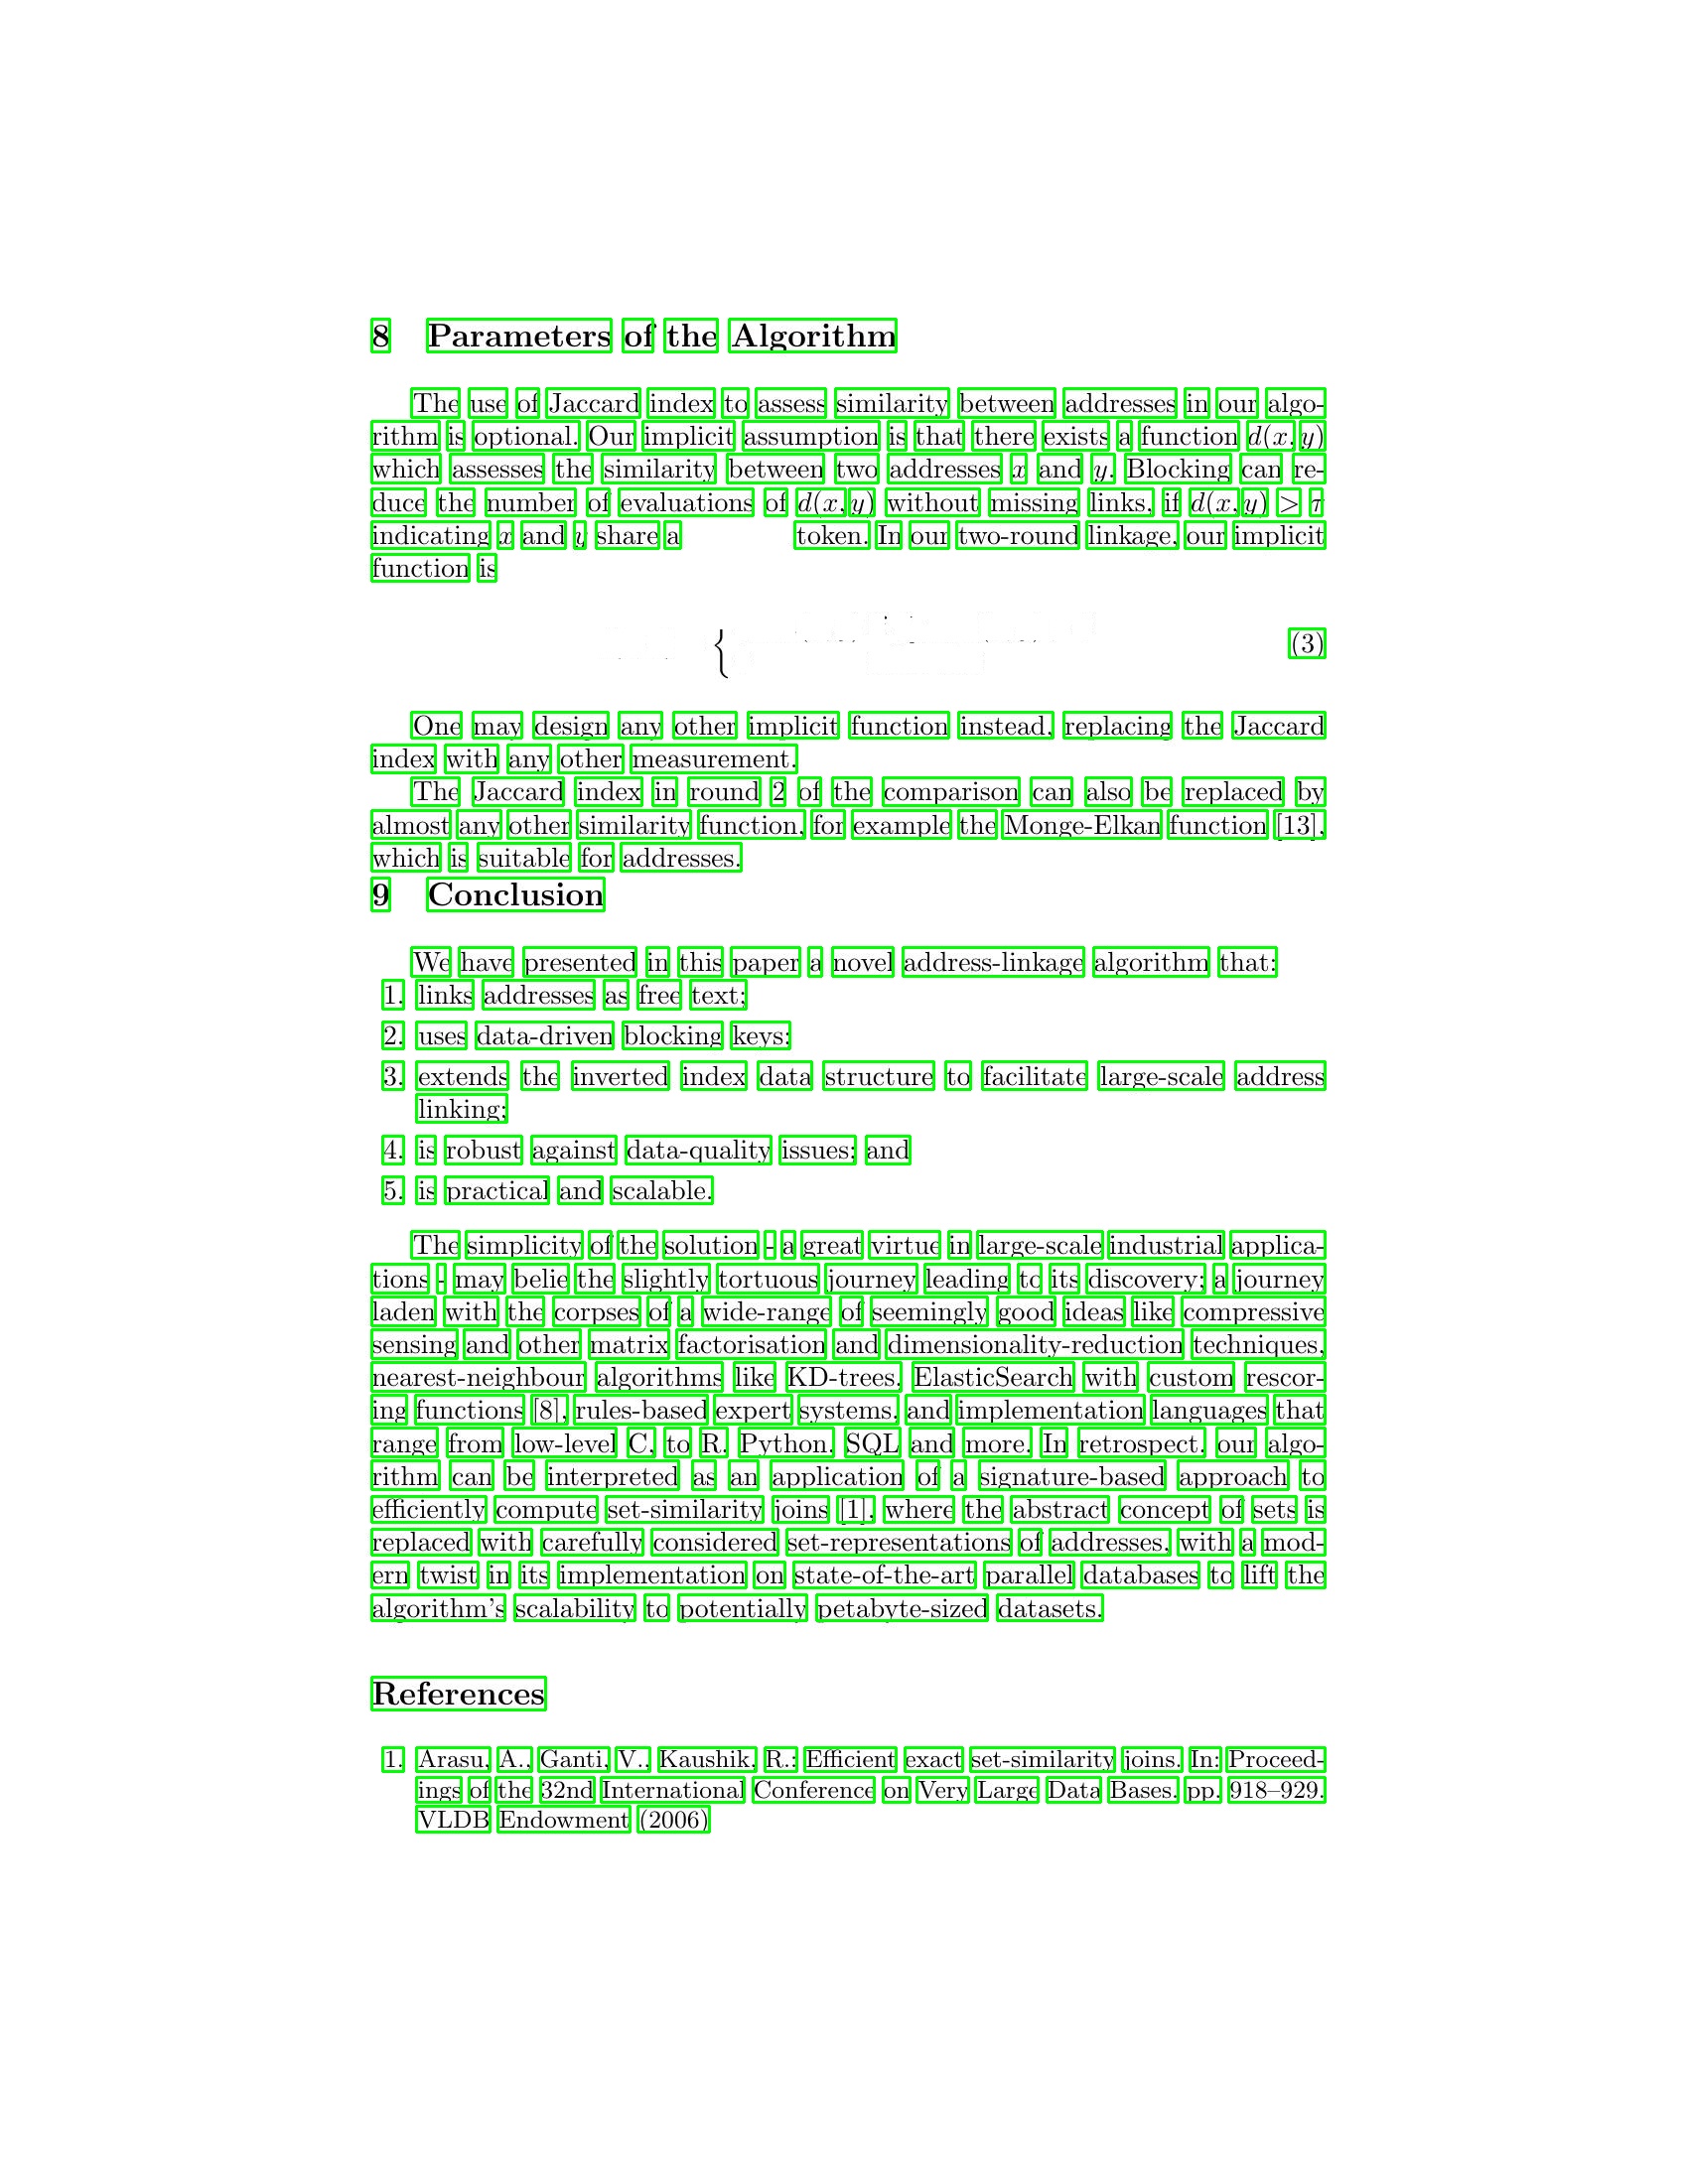 8 Parameters of the Algorithm
The use of Jaccard index to assess similarity between addresses in our algo-
rithm is optional. Our implicit assumption is that there exists a function d(x, y)
which assesses the similarity between two addresses x and y. Blocking can re-
duce the number of evaluations of d(x, y) without missing links, if d(x, y) > τ
indicating x and y share a token. In our two-round linkage, our implicit
function is
{ (3)
One may design any other implicit function instead, replacing the Jaccard
index with any other measurement.
The Jaccard index in round 2 of the comparison can also be replaced by
almost any other similarity function, for example the Monge-Elkan function [13],
which is suitable for addresses.
9 Conclusion
We have presented in this paper a novel address-linkage algorithm that:
1. links addresses as free text;
2. uses data-driven blocking keys;
3. extends the inverted index data structure to facilitate large-scale address
linking;
4. is robust against data-quality issues; and
5. is practical and scalable.
The simplicity of the solution - a great virtue in large-scale industrial applica-
tions - may belie the slightly tortuous journey leading to its discovery; a journey
laden with the corpses of a wide-range of seemingly good ideas like compressive
sensing and other matrix factorisation and dimensionality-reduction techniques,
nearest-neighbour algorithms like KD-trees, ElasticSearch with custom rescor-
ing functions [8], rules-based expert systems, and implementation languages that
range from low-level C, to R, Python, SQL and more. In retrospect, our algo-
rithm can be interpreted as an application of a signature-based approach to
efficiently compute set-similarity joins [1], where the abstract concept of sets is
replaced with carefully considered set-representations of addresses, with a mod-
ern twist in its implementation on state-of-the-art parallel databases to lift the
algorithm's scalability to potentially petabyte-sized datasets.
References
1. Arasu, A., Ganti, V., Kaushik, R.: Efficient exact set-similarity joins. In: Proceed-
ings of the 32nd International Conference on Very Large Data Bases. pp. 918–929.
VLDB Endowment (2006)